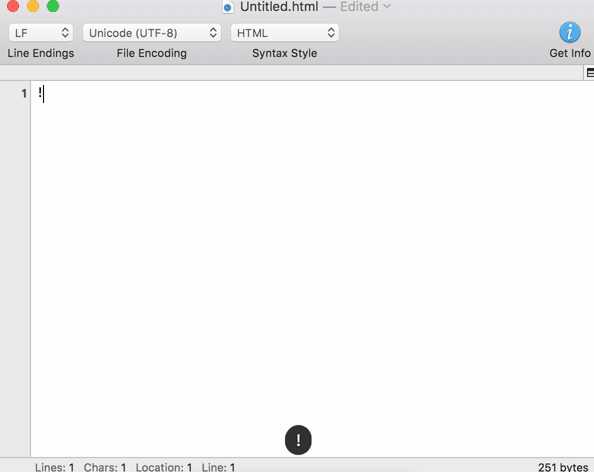 Untitled.html — Edited
LF Unicode (UTF-8) HTML
Line Endings File Encoding Syntax Style Get Info
1 !
!
Lines: 1 Chars: 1 Location: 1 Line: 1 251 bytes